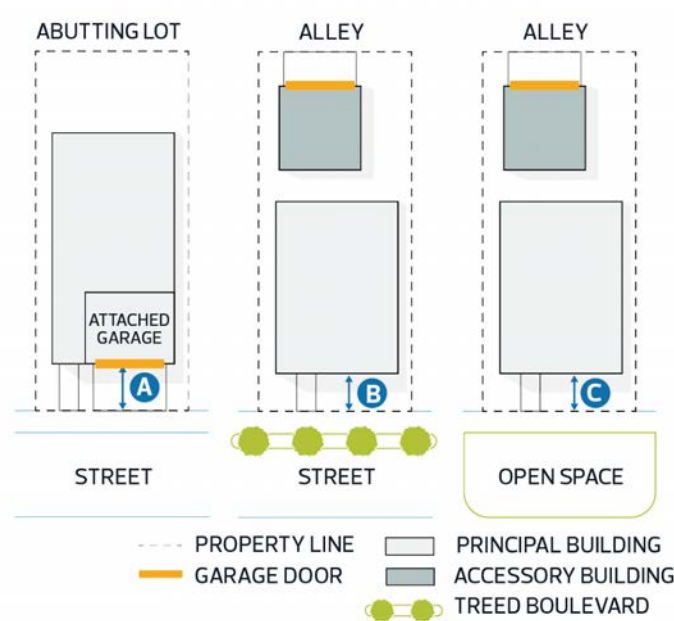 ABUTTING LOT
ALLEY
ALLEY
ATTACHED
GARAGE
A
B
C
STREET
STREET
OPEN SPACE
PROPERTY LINE
PRINCIPAL BUILDING
GARAGE DOOR
ACCESSORY BUILDING
TREED BOULEVARD